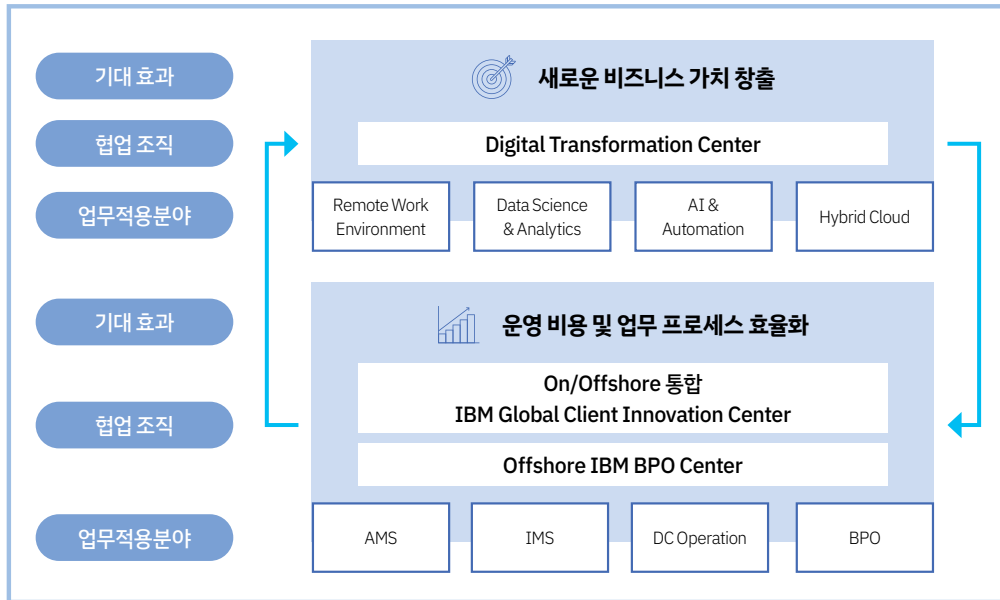 기대 효과
새로운 비즈니스 가치 창출
협업 조직
Digital Transformation Center
업무적용분야
Remote Work
Environment
Data Science
& Analytics
AI &
Automation
Hybrid Cloud
기대 효과
운영 비용 및 업무 프로세스 효율화
협업 조직
On/Offshore 통합
IBM Global Client Innovation Center
Offshore IBM BPO Center
업무적용분야
AMS
IMS
DC Operation
BPO